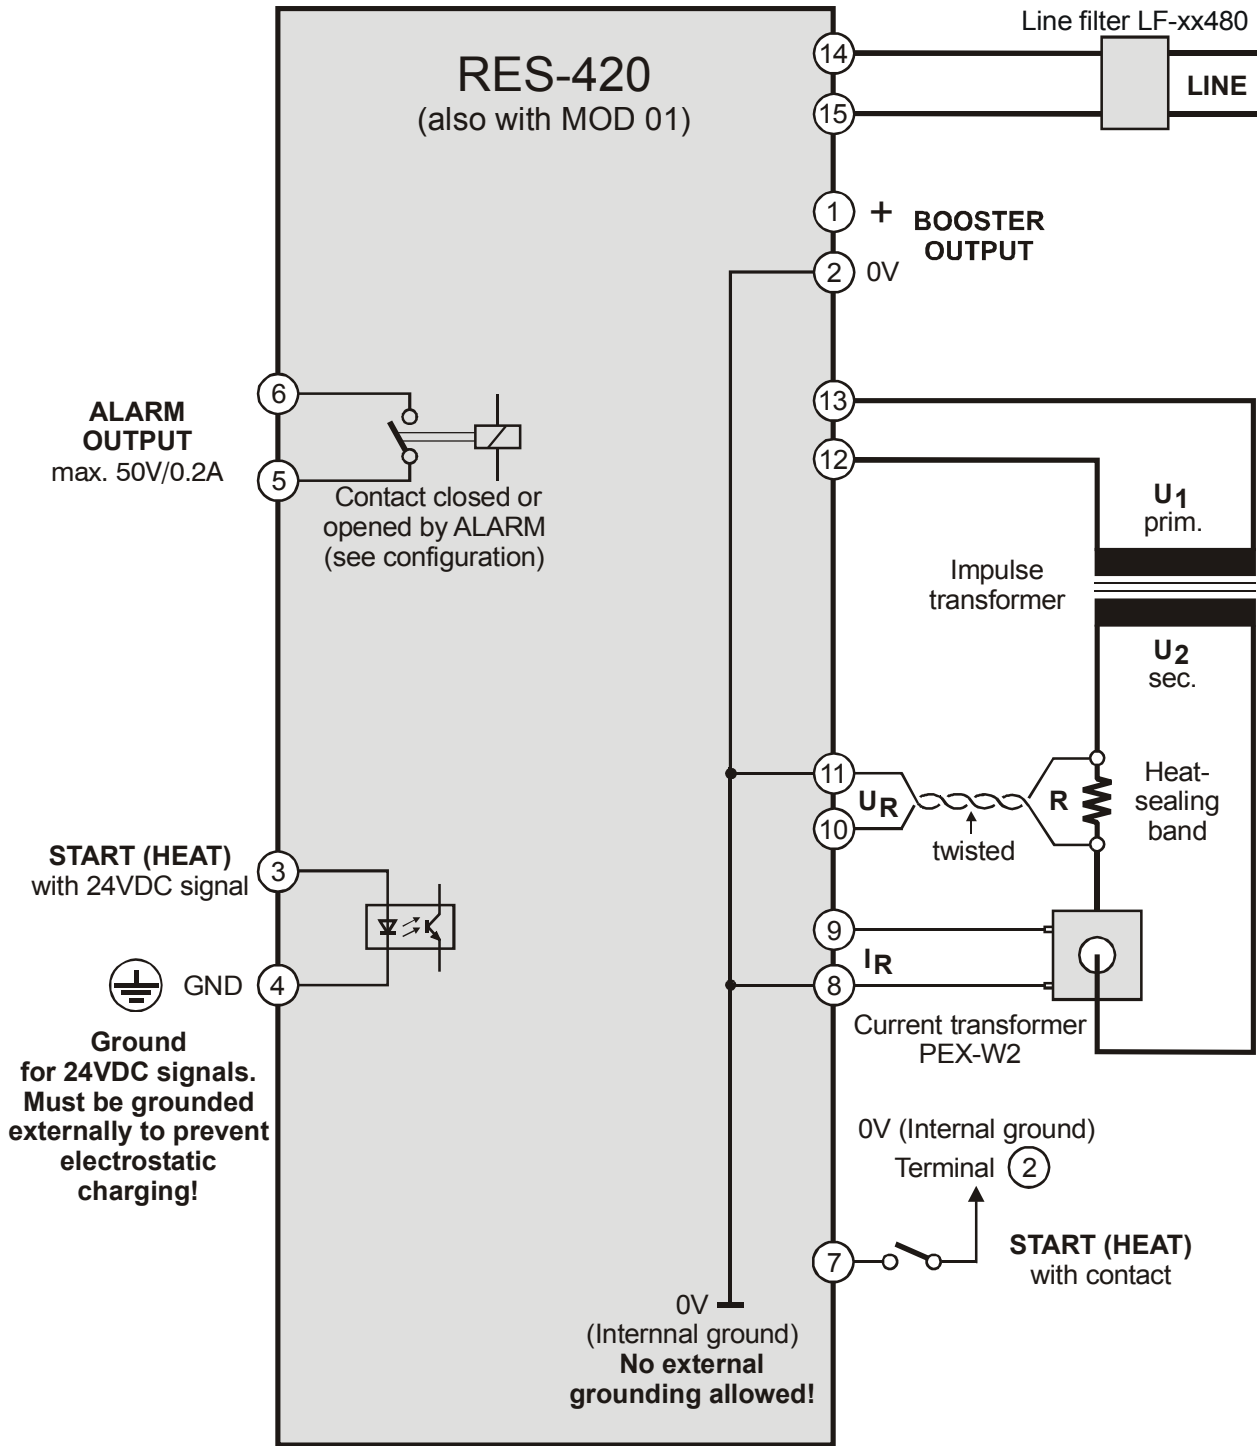 Line filter LF-xx480
RES-420
(also with MOD 01)
14
LINE
15
1
+
BOOSTER
OUTPUT
2
0V
6
ALARM
OUTPUT
max. 50V/0.2A
5
Contact closed or
opened by ALARM
(see configuration)
13
12
U1
prim.
Impulse
transformer
U2
sec.
11
UR
10
twisted
R
Heat-
sealing
band
START (HEAT)
with 24VDC signal
3
9
IR
8
GND
4
Current transformer
PEX-W2
Ground
for 24VDC signals.
Must be grounded
externally to prevent
electrostatic
charging!
0V (Internal ground)
Terminal 2
7
START (HEAT)
with contact
0V
(Internnal ground)
No external
grounding allowed!